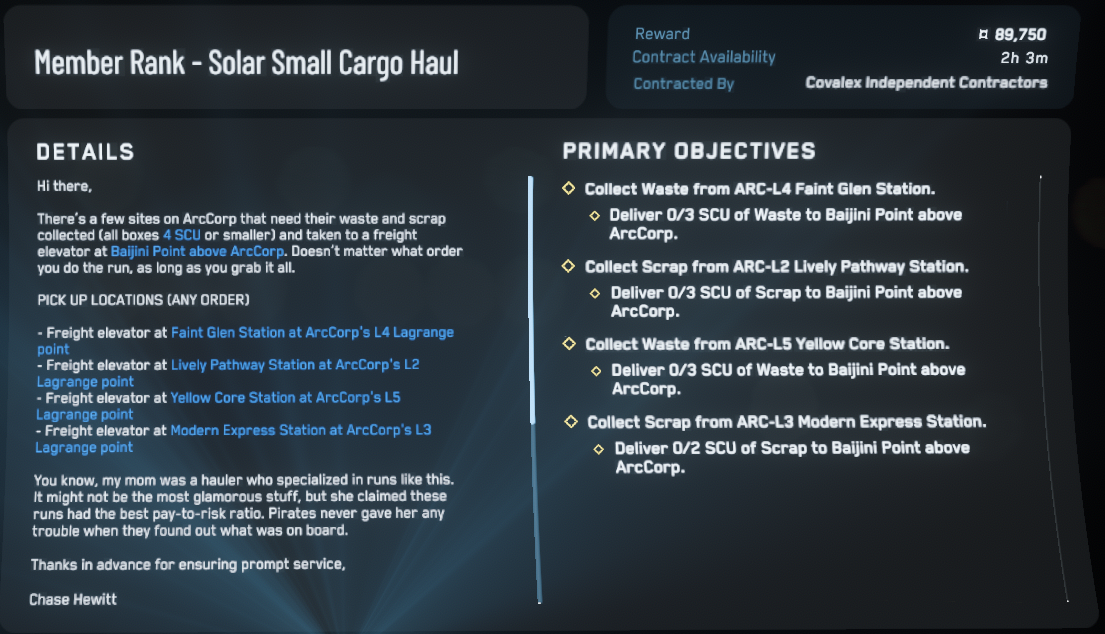 Member Rank - Solar Small Cargo Haul
Reward
¤ 89,750
Contract Availability
2h 3m
Contracted By
Covalex Independent Contractors
DETAILS
Hi there,
There's a few sites on ArcCorp that need their waste and scrap
collected (all boxes 4 SCU or smaller) and taken to a freight
elevator at Baijini Point above ArcCorp. Doesn't matter what order
you do the run, as long as you grab it all.
PICK UP LOCATIONS (ANY ORDER)
- Freight elevator at Faint Glen Station at ArcCorp's L4 Lagrange
point
- Freight elevator at Lively Pathway Station at ArcCorp's L2
Lagrange point
- Freight elevator at Yellow Core Station at ArcCorp's L5
Lagrange point
- Freight elevator at Modern Express Station at ArcCorp's L3
Lagrange point
You know, my mom was a hauler who specialized in runs like this.
It might not be the most glamorous stuff, but she claimed these
runs had the best pay-to-risk ratio. Pirates never gave her any
trouble when they found out what was on board.
Thanks in advance for ensuring prompt service,
Chase Hewitt
PRIMARY OBJECTIVES
Collect Waste from ARC-L4 Faint Glen Station.
Deliver 0/3 SCU of Waste to Baijini Point above
ArcCorp.
Collect Scrap from ARC-L2 Lively Pathway Station.
Deliver 0/3 SCU of Scrap to Baijini Point above
ArcCorp.
Collect Waste from ARC-L5 Yellow Core Station.
Deliver 0/3 SCU of Waste to Baijini Point above
ArcCorp.
Collect Scrap from ARC-L3 Modern Express Station.
Deliver 0/2 SCU of Scrap to Baijini Point above
ArcCorp.